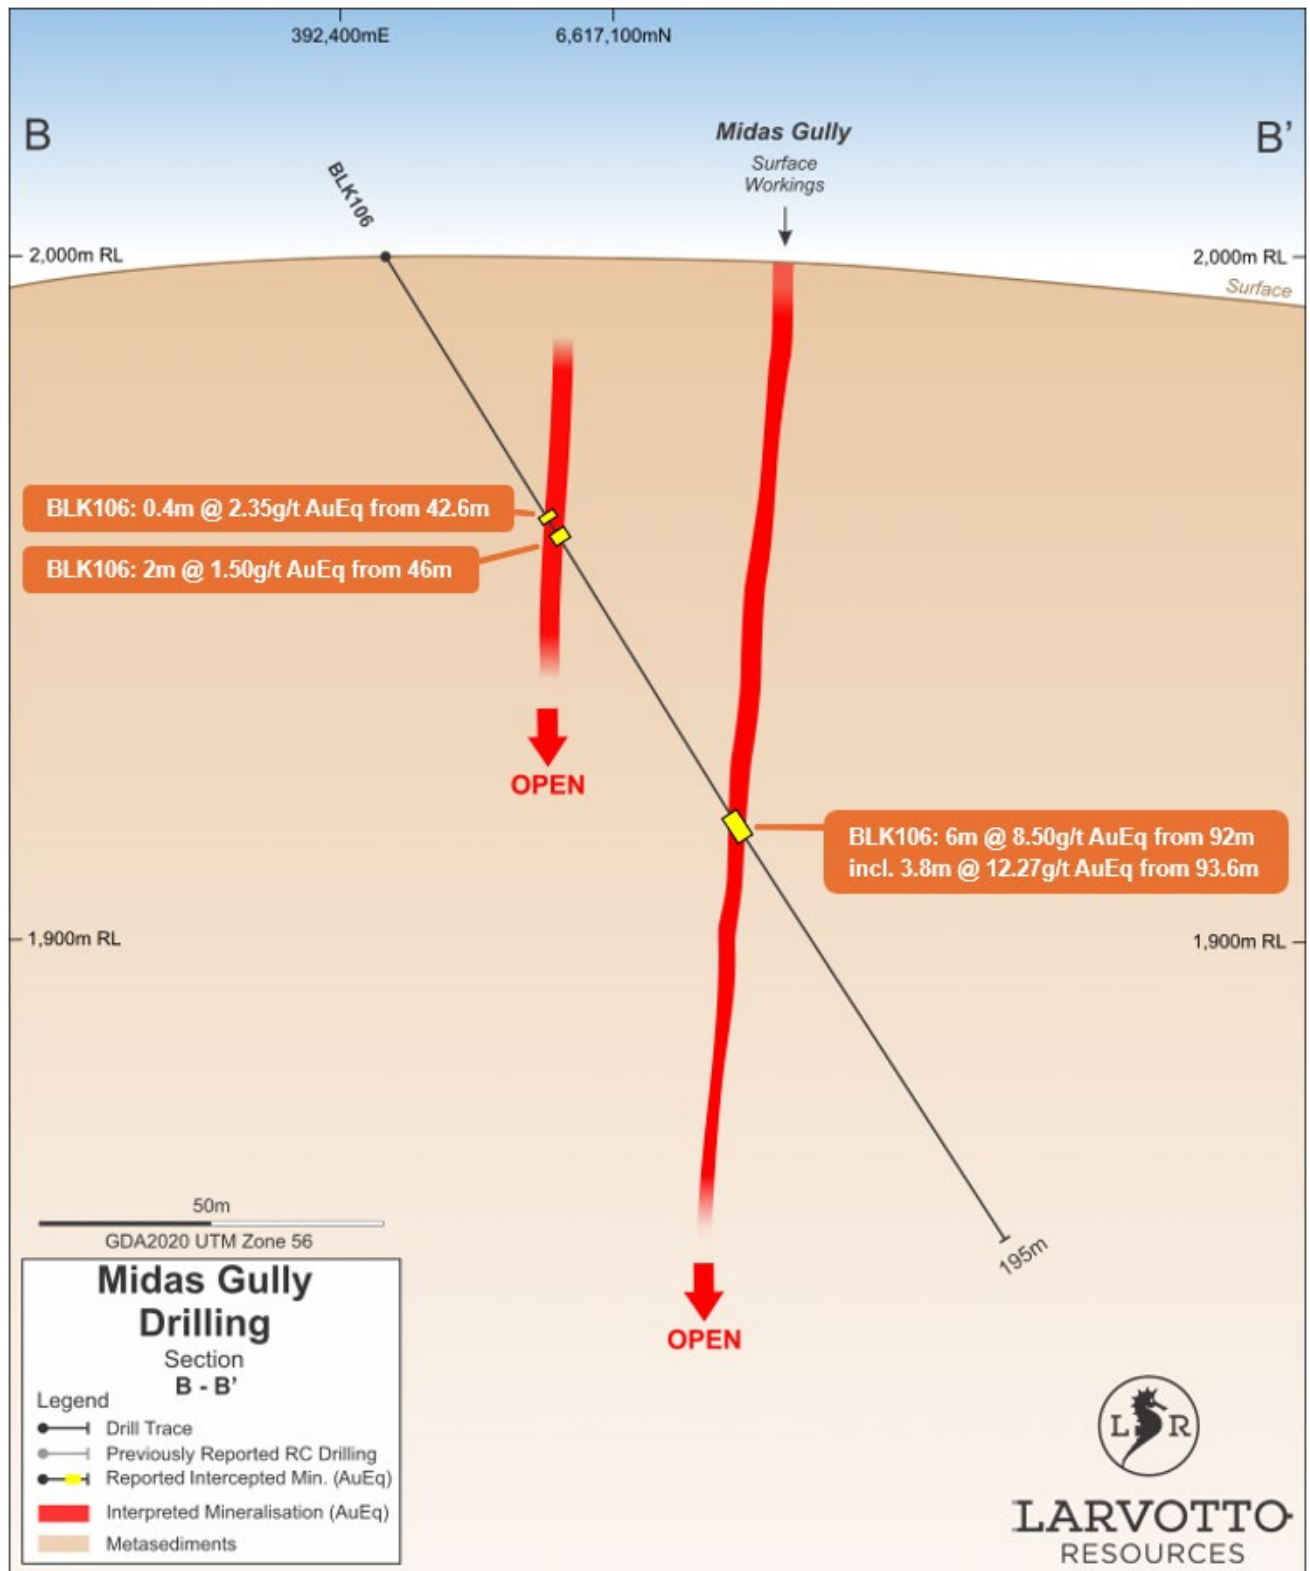 392,400mE
6,617,100mN
B
B’
Midas Gully
Surface
Workings
BLK106
2,000m RL
2,000m RL
Surface
BLK106: 0.4m @ 2.35g/t AuEq from 42.6m
BLK106: 2m @ 1.50g/t AuEq from 46m
OPEN
BLK106: 6m @ 8.50g/t AuEq from 92m
incl. 3.8m @ 12.27g/t AuEq from 93.6m
1,900m RL
1,900m RL
195m
OPEN
50m
GDA2020 UTM Zone 56
Midas Gully
Drilling
Section
B - B’
Legend
Drill Trace
Previously Reported RC Drilling
Reported Intercepted Min. (AuEq)
Interpreted Mineralisation (AuEq)
Metasediments
L R
LARVOTTO
RESOURCES